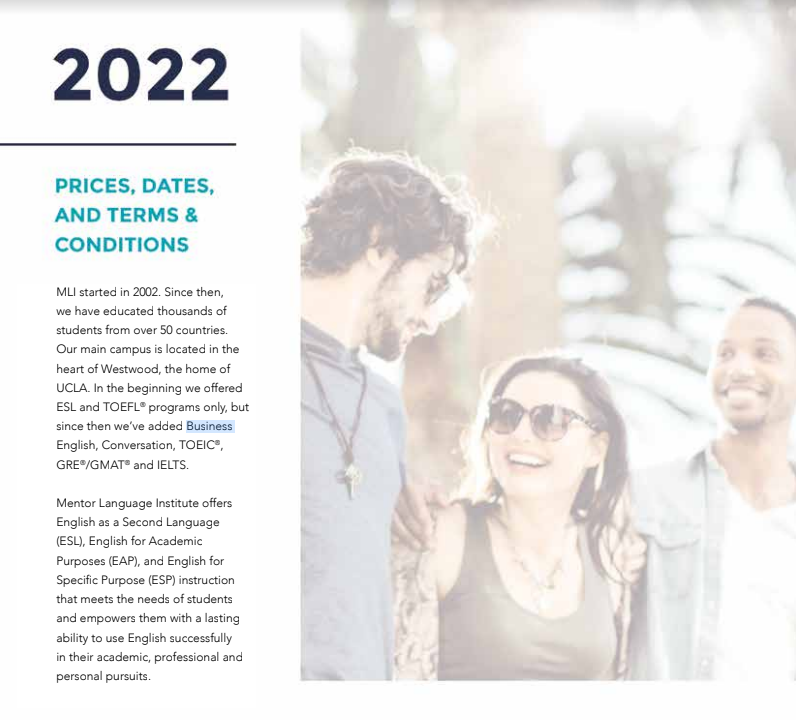 2022
PRICES, DATES,
AND TERMS &
CONDITIONS
MLI started in 2002. Since then,
we have educated thousands of
students from over 50 countries.
Our main campus is located in the
heart of Westwood, the home of
UCLA. In the beginning we offered
ESL and TOEFL® programs only, but
since then we've added Business
English, Conversation, TOEIC®,
GRE®/GMAT® and IELTS.
Mentor Language Institute offers
English as a Second Language
(ESL), English for Academic
Purposes (EAP), and English for
Specific Purpose (ESP) instruction
that meets the needs of students
and empowers them with a lasting
ability to use English successfully
in their academic, professional and
personal pursuits.